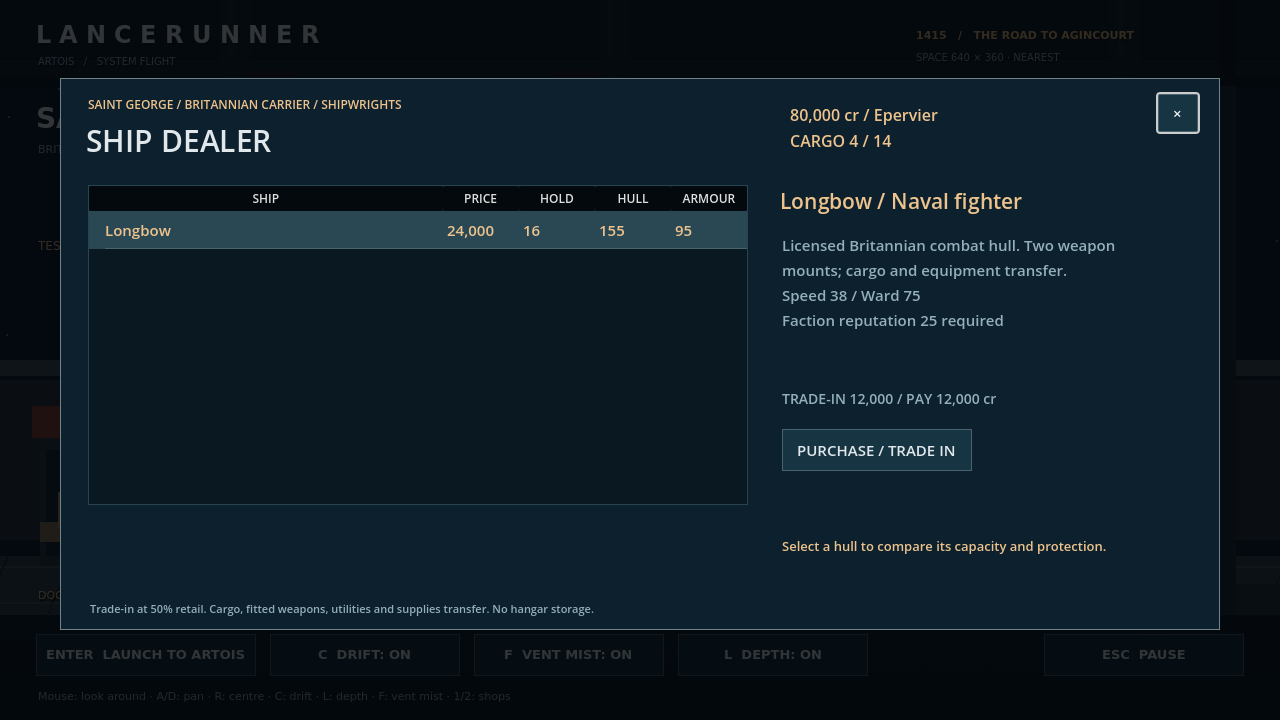 LANCERUNNER
1415 / THE ROAD TO AGINCOURT
ARTOIS / SYSTEM FLIGHT
SPACE 640 × 360 · NEAREST
SAINT GEORGE / BRITANNIAN CARRIER / SHIPWRIGHTS
SHIP DEALER
80,000 cr / Epervier
CARGO 4 / 14
×
SHIP PRICE HOLD HULL ARMOUR
Longbow 24,000 16 155 95
Longbow / Naval fighter
Licensed Britannian combat hull. Two weapon
mounts; cargo and equipment transfer.
Speed 38 / Ward 75
Faction reputation 25 required
TRADE-IN 12,000 / PAY 12,000 cr
PURCHASE / TRADE IN
Select a hull to compare its capacity and protection.
Trade-in at 50% retail. Cargo, fitted weapons, utilities and supplies transfer. No hangar storage.
ENTER LAUNCH TO ARTOIS
C DRIFT: ON
F VENT MIST: ON
L DEPTH: ON
ESC PAUSE
Mouse: look around · A/D: pan · R: centre · C: drift · L: depth · F: vent mist · 1/2: shops